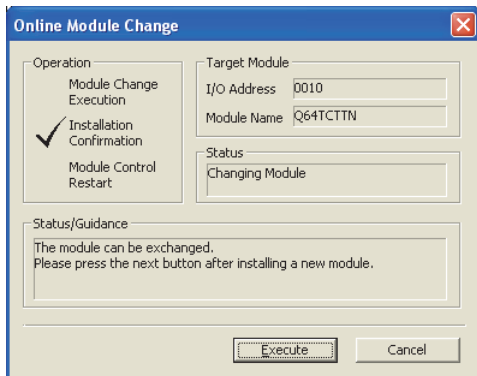 Online Module Change
Operation
Module Change
Execution
Installation
Confirmation
Module Control
Restart
Target Module
I/O Address 0010
Module Name Q64TCTTN
Status
Changing Module
Status/Guidance
The module can be exchanged.
Please press the next button after installing a new module.
Execute Cancel